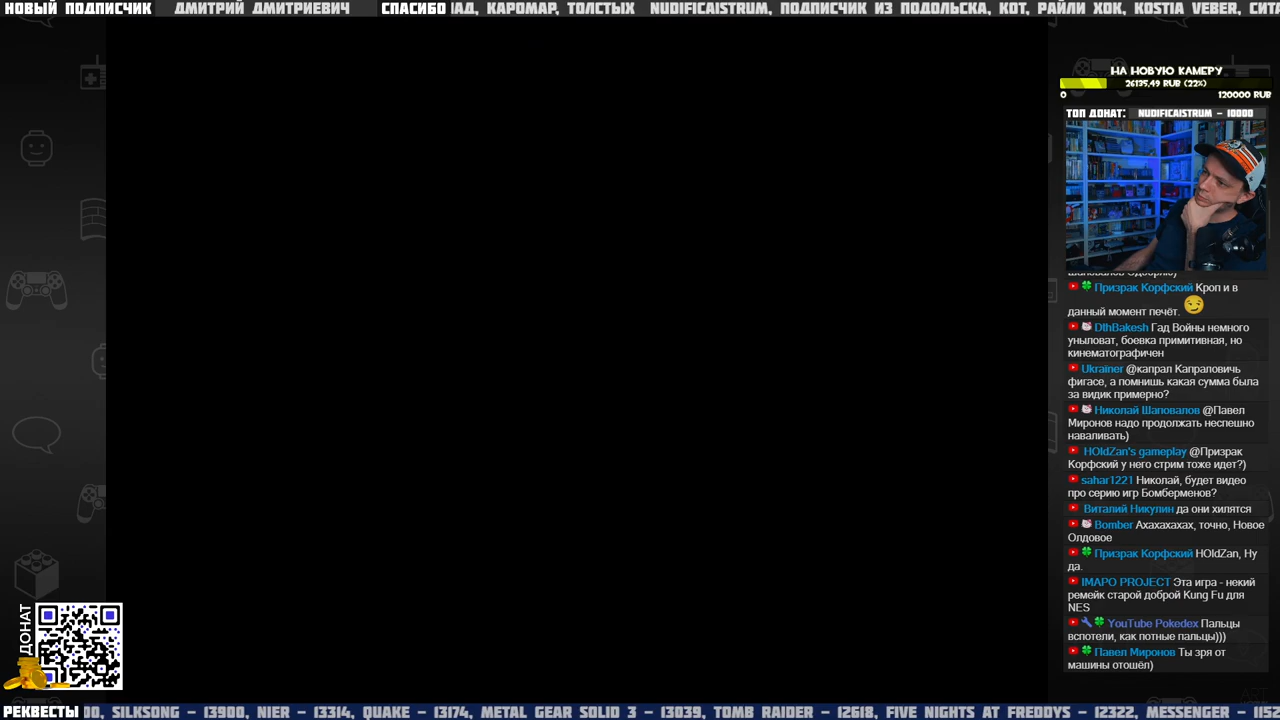 НОВЫЙ ПОДПИСЧИК ДМИТРИЙ ДМИТРИЕВИЧ СПАСИБО АД, КАРОМАР, ТОЛСТЫХ NUDIFICAISTRUM, ПОДПИСЧИК ИЗ ПОДОЛЬСКА, КОТ, РАЙЛИ ХОК, KOSTIA VEBER, СИТА
НА НОВУЮ КАМЕРУ
26135,49 RUB (22%)
0 120000 RUB
ТОП ДОНАТ: NUDIFICAISTRUM - 10000
Призрак Корфский Кроп и в
данный момент печёт.
DthBakesh Гад Войны немного
уныловат, боевка примитивная, но
кинематографичен
Ukrainer @капрал Капралович
фигасе, а помнишь какая сумма была
за видик примерно?
Николай Шаповалов @Павел
Миронов надо продолжать неспешно
наваливать)
HOldZan's gameplay @Призрак
Корфский у него стрим тоже идет?)
sahar1221 Николай, будет видео
про серию игр Бомберменов?
Виталий Никулин да они хилятся
Bomber Ахахахахах, точно, Новое
Олдовое
Призрак Корфский HOldZan, Ну
да.
IMAPO PROJECT Эта игра - некий
ремейк старой доброй Kung Fu для
NES
YouTube Pokedex Пальцы
вспотели, как потные пальцы)))
Павел Миронов Ты зря от
машины отошёл)
ДОНАТ
РЕКВЕСТЫ 00, SILKSONG - 13900, NIER - 13314, QUAKE - 13174, METAL GEAR SOLID 3 - 13039, TOMB RAIDER - 12618, FIVE NIGHTS AT FREDDYS - 12322, MESSENGER - 1152